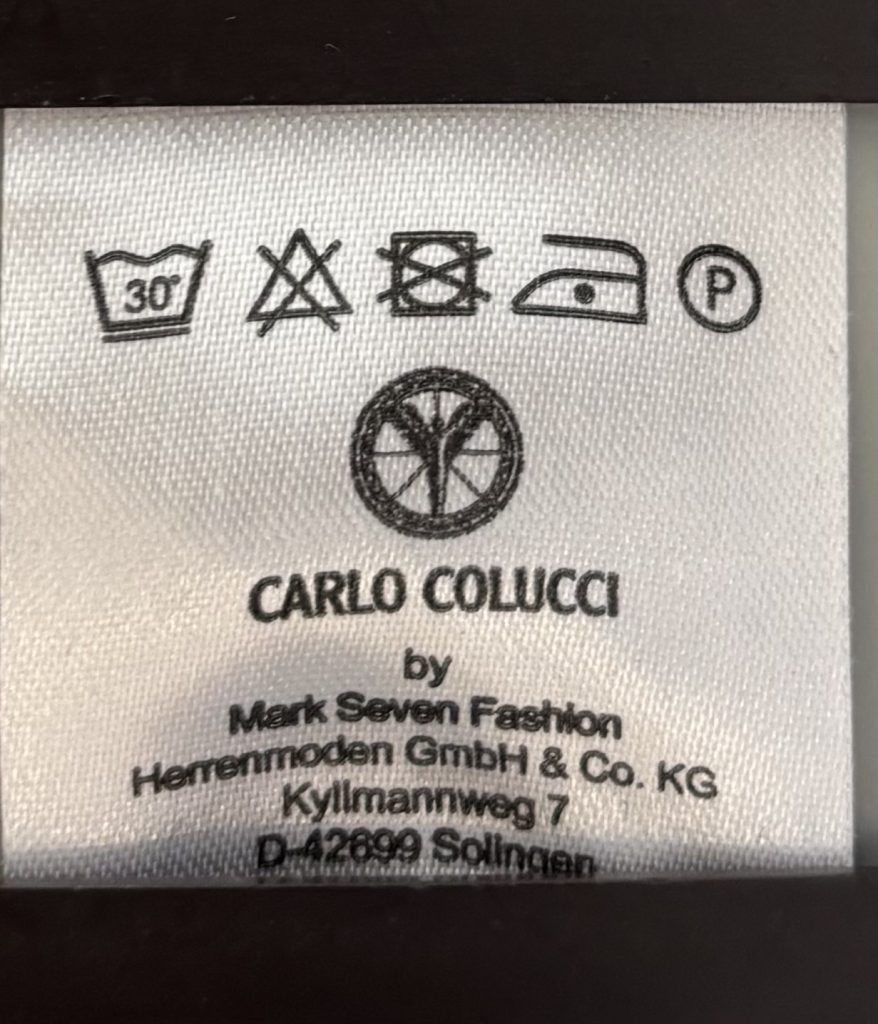 30° P
CARLO COLUCCI
by
Mark Seven Fashion
Herrenmoden GmbH & Co. KG
Kyllmannweg 7
D-42699 Solingen